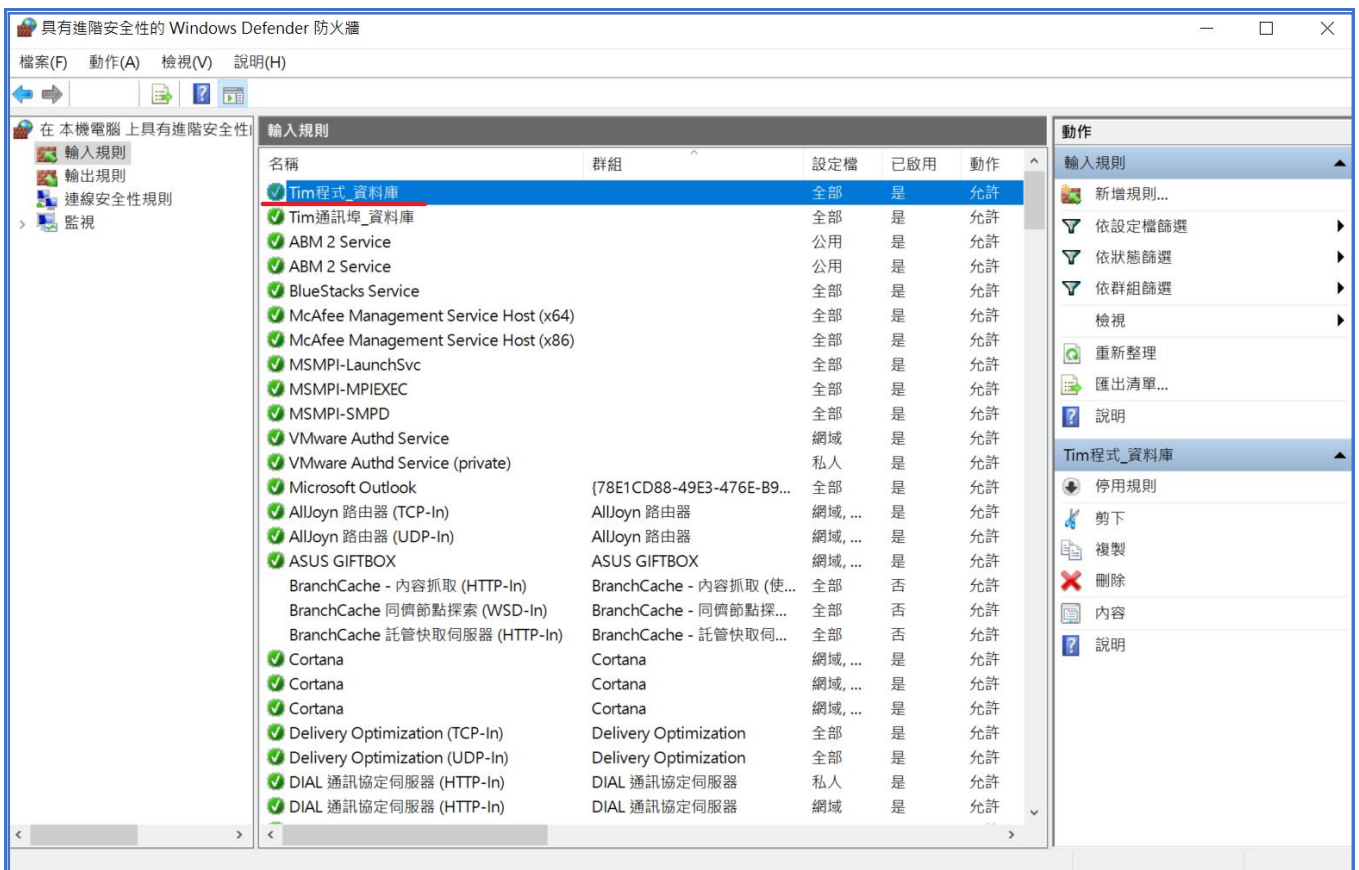 具有進階安全性的 Windows Defender 防火牆
檔案(F) 動作(A) 檢視(V) 說明(H)
在 本機電腦 上具有進階安全性
輸入規則
輸出規則
連線安全性規則
監視
輸入規則
名稱 群組 設定檔 已啟用 動作
Tim程式_資料庫 全部 是 允許
Tim通訊埠_資料庫 全部 是 允許
ABM 2 Service 公用 是 允許
ABM 2 Service 公用 是 允許
BlueStacks Service 全部 是 允許
McAfee Management Service Host (x64) 全部 是 允許
McAfee Management Service Host (x86) 全部 是 允許
MSMPI-LaunchSvc 全部 是 允許
MSMPI-MPIEXEC 全部 是 允許
MSMPI-SMPD 全部 是 允許
VMware Authd Service 網域 是 允許
VMware Authd Service (private) 私人 是 允許
Microsoft Outlook {78E1CD88-49E3-476E-B9... 全部 是 允許
AllJoyn 路由器 (TCP-In) AllJoyn 路由器 網域, ... 是 允許
AllJoyn 路由器 (UDP-In) AllJoyn 路由器 網域, ... 是 允許
ASUS GIFTBOX ASUS GIFTBOX 網域, ... 是 允許
BranchCache - 內容抓取 (HTTP-In) BranchCache - 內容抓取 (使... 全部 否 允許
BranchCache 同儕節點探索 (WSD-In) BranchCache - 同儕節點探... 全部 否 允許
BranchCache 託管快取伺服器 (HTTP-In) BranchCache - 託管快取伺... 全部 否 允許
Cortana Cortana 網域, ... 是 允許
Cortana Cortana 網域, ... 是 允許
Cortana Cortana 網域, ... 是 允許
Delivery Optimization (TCP-In) Delivery Optimization 全部 是 允許
Delivery Optimization (UDP-In) Delivery Optimization 全部 是 允許
DIAL 通訊協定伺服器 (HTTP-In) DIAL 通訊協定伺服器 私人 是 允許
DIAL 通訊協定伺服器 (HTTP-In) DIAL 通訊協定伺服器 網域 是 允許
動作
輸入規則
新增規則...
依設定檔篩選
依狀態篩選
依群組篩選
檢視
重新整理
匯出清單...
說明
Tim程式_資料庫
停用規則
剪下
複製
刪除
內容
說明